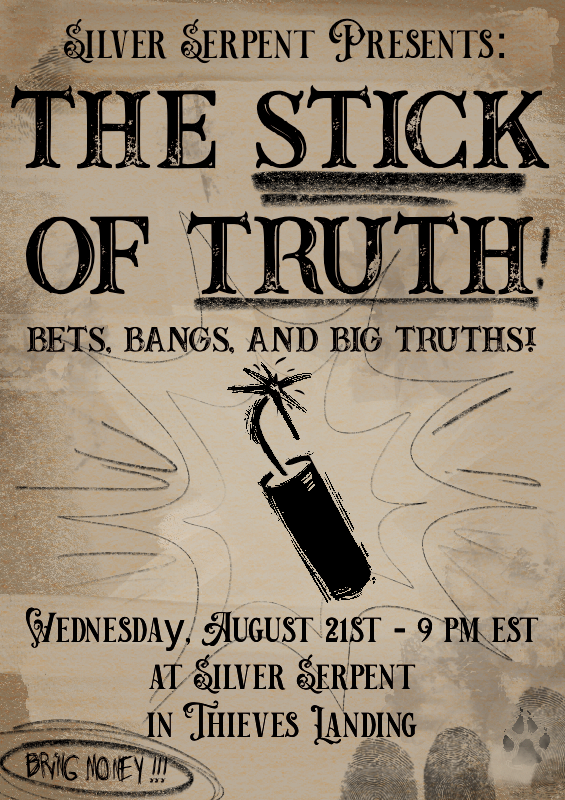 Silver Serpent Presents:
THE STICK
OF TRUTH!
BETS, BANGS, AND BIG TRUTHS!
Wednesday, August 21st - 9 PM EST
at Silver Serpent
in Thieves Landing
BRING MONEY !!!